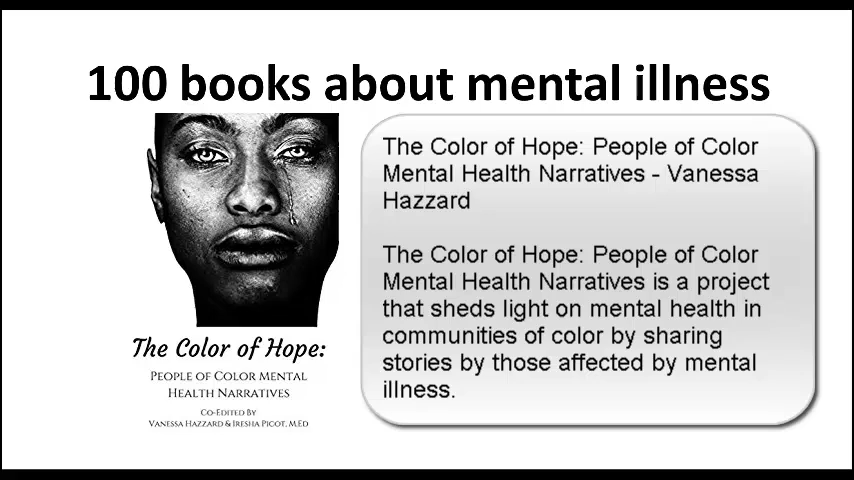 100 books about mental illness
The Color of Hope:
PEOPLE OF COLOR MENTAL
HEALTH NARRATIVES
CO-EDITED BY
VANESSA HAZZARD & IRESHA PICOT, M.ED
The Color of Hope: People of Color
Mental Health Narratives - Vanessa
Hazzard
The Color of Hope: People of Color
Mental Health Narratives is a project
that sheds light on mental health in
communities of color by sharing
stories by those affected by mental
illness.